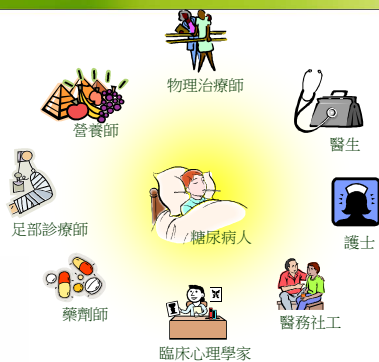 物理治療師
營養師
醫生
足部診療師
糖尿病人
護士
藥劑師
醫務社工
臨床心理學家